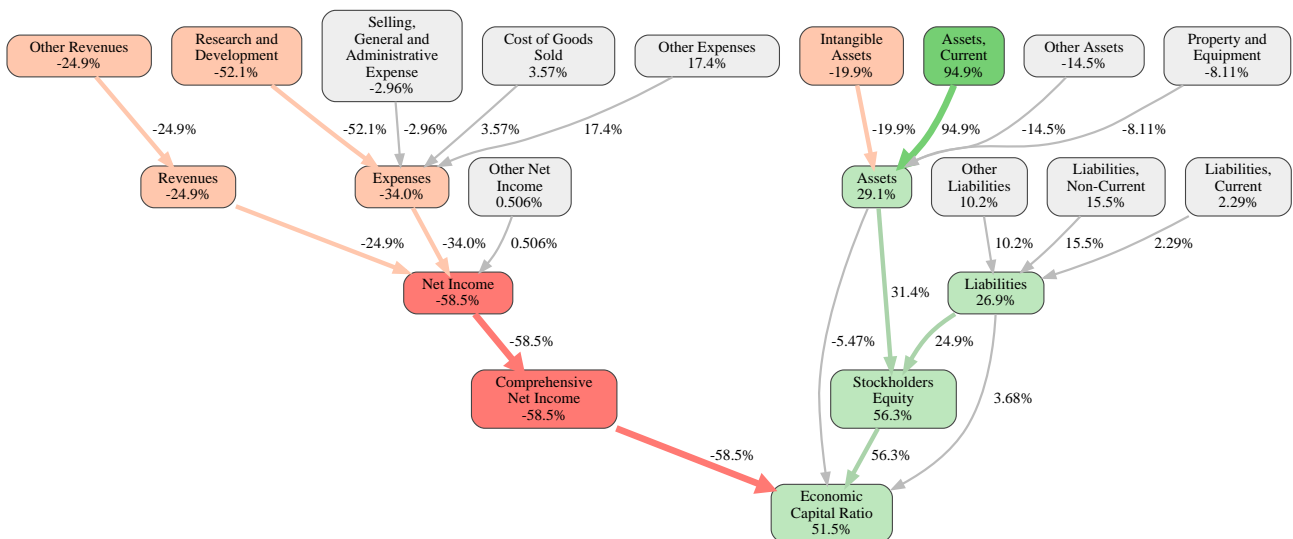 Other Revenues
-24.9%
Research and
Development
-52.1%
Selling,
General and
Administrative
Expense
-2.96%
Cost of Goods
Sold
3.57%
Other Expenses
17.4%
Intangible
Assets
-19.9%
Assets,
Current
94.9%
Other Assets
-14.5%
Property and
Equipment
-8.11%
-24.9%
-52.1%
-2.96%
3.57%
17.4%
-19.9%
94.9%
-14.5%
-8.11%
Revenues
-24.9%
Expenses
-34.0%
Other Net
Income
0.506%
Assets
29.1%
Other
Liabilities
10.2%
Liabilities,
Non-Current
15.5%
Liabilities,
Current
2.29%
-24.9%
-34.0%
0.506%
10.2%
15.5%
2.29%
Net Income
-58.5%
31.4%
Liabilities
26.9%
-58.5%
-5.47%
24.9%
Comprehensive
Net Income
-58.5%
Stockholders
Equity
56.3%
3.68%
-58.5%
56.3%
Economic
Capital Ratio
51.5%